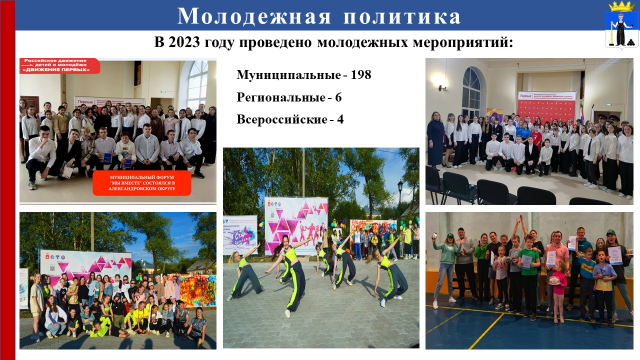 Молодежная политика
В 2023 году проведено молодежных мероприятий:
Российское движение
детей и молодёжи
«ДВИЖЕНИЕ ПЕРВЫХ»
Муниципальные - 198
Региональные - 6
Всероссийские - 4
МУНИЦИПАЛЬНЫЙ ФОРУМ
"МЫ ВМЕСТЕ" СОСТОЯЛСЯ В
АЛЕКСАНДРОВСКОМ ОКРУГЕ